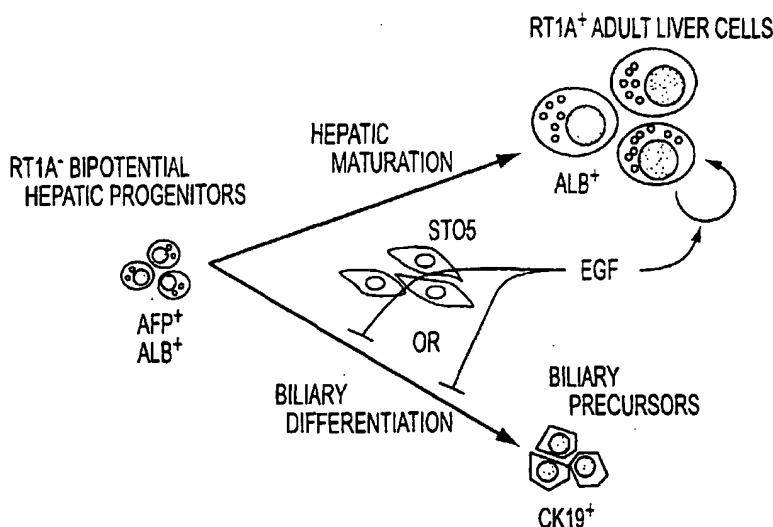 RT1A+ ADULT LIVER CELLS
HEPATIC
MATURATION
RT1A- BIPOTENTIAL
HEPATIC PROGENITORS
ALB+
STO5
EGF
AFP+
ALB+
OR
BILIARY
DIFFERENTIATION
BILIARY
PRECURSORS
CK19+